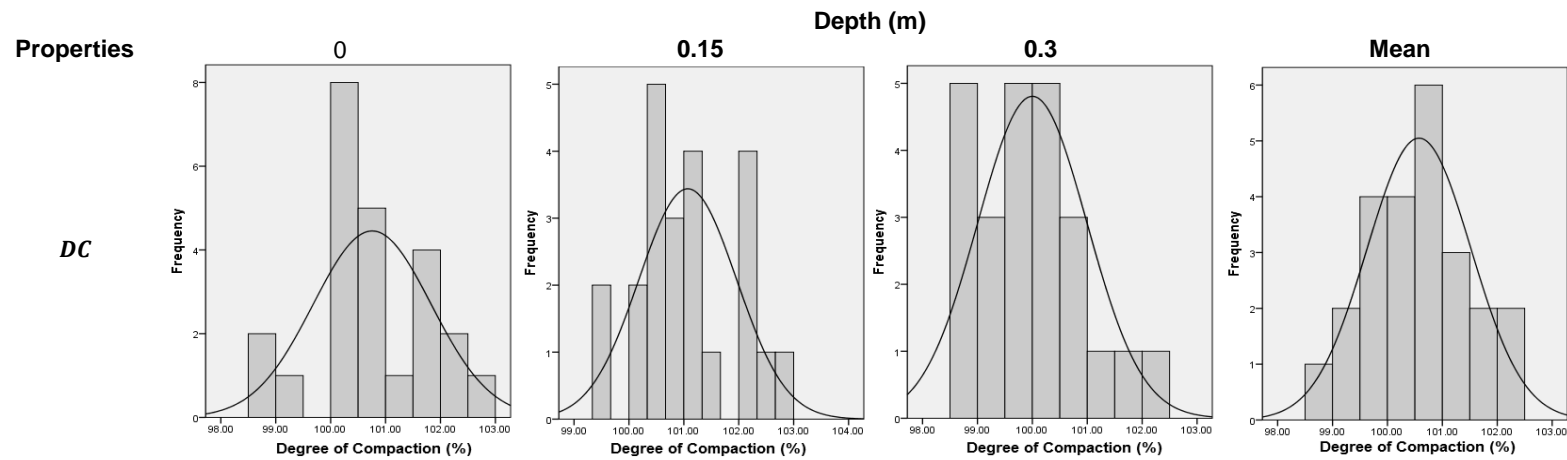 Depth (m)
Properties 0 0.15 0.3 Mean
DC
Frequency
8
6
4
2
0
98.00 99.00 100.00 101.00 102.00 103.00
Degree of Compaction (%)
Frequency
5
4
3
2
1
0
99.00 100.00 101.00 102.00 103.00 104.00
Degree of Compaction (%)
Frequency
5
4
3
2
1
0
98.00 99.00 100.00 101.00 102.00 103.00
Degree of Compaction (%)
Frequency
6
5
4
3
2
1
0
98.00 99.00 100.00 101.00 102.00 103.00
Degree of Compaction (%)